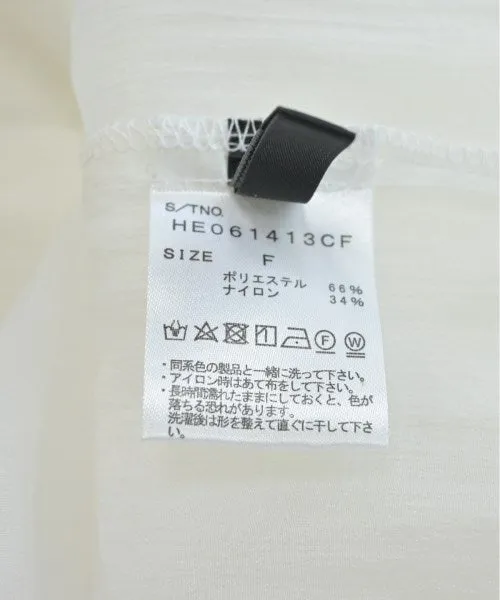 S/TNO.
HE061413CF
SIZE F
ポリエステル 66%
ナイロン 34%
F W
・同系色の製品と一緒に洗って下さい。
・アイロン時はあて布をして下さい。
・長時間濡れたままにしておくと、色が
落ちる恐れがあります。
洗濯後は形を整えて直ぐに干して下さ
い。